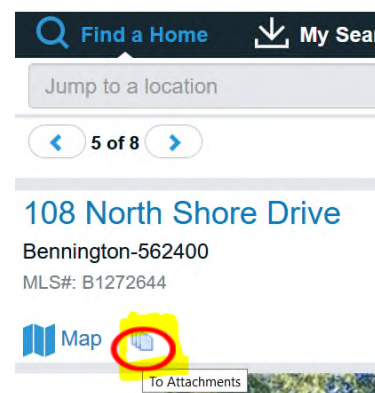 Find a Home My Sear
Jump to a location
5 of 8
108 North Shore Drive
Bennington-562400
MLS#: B1272644
Map
To Attachments